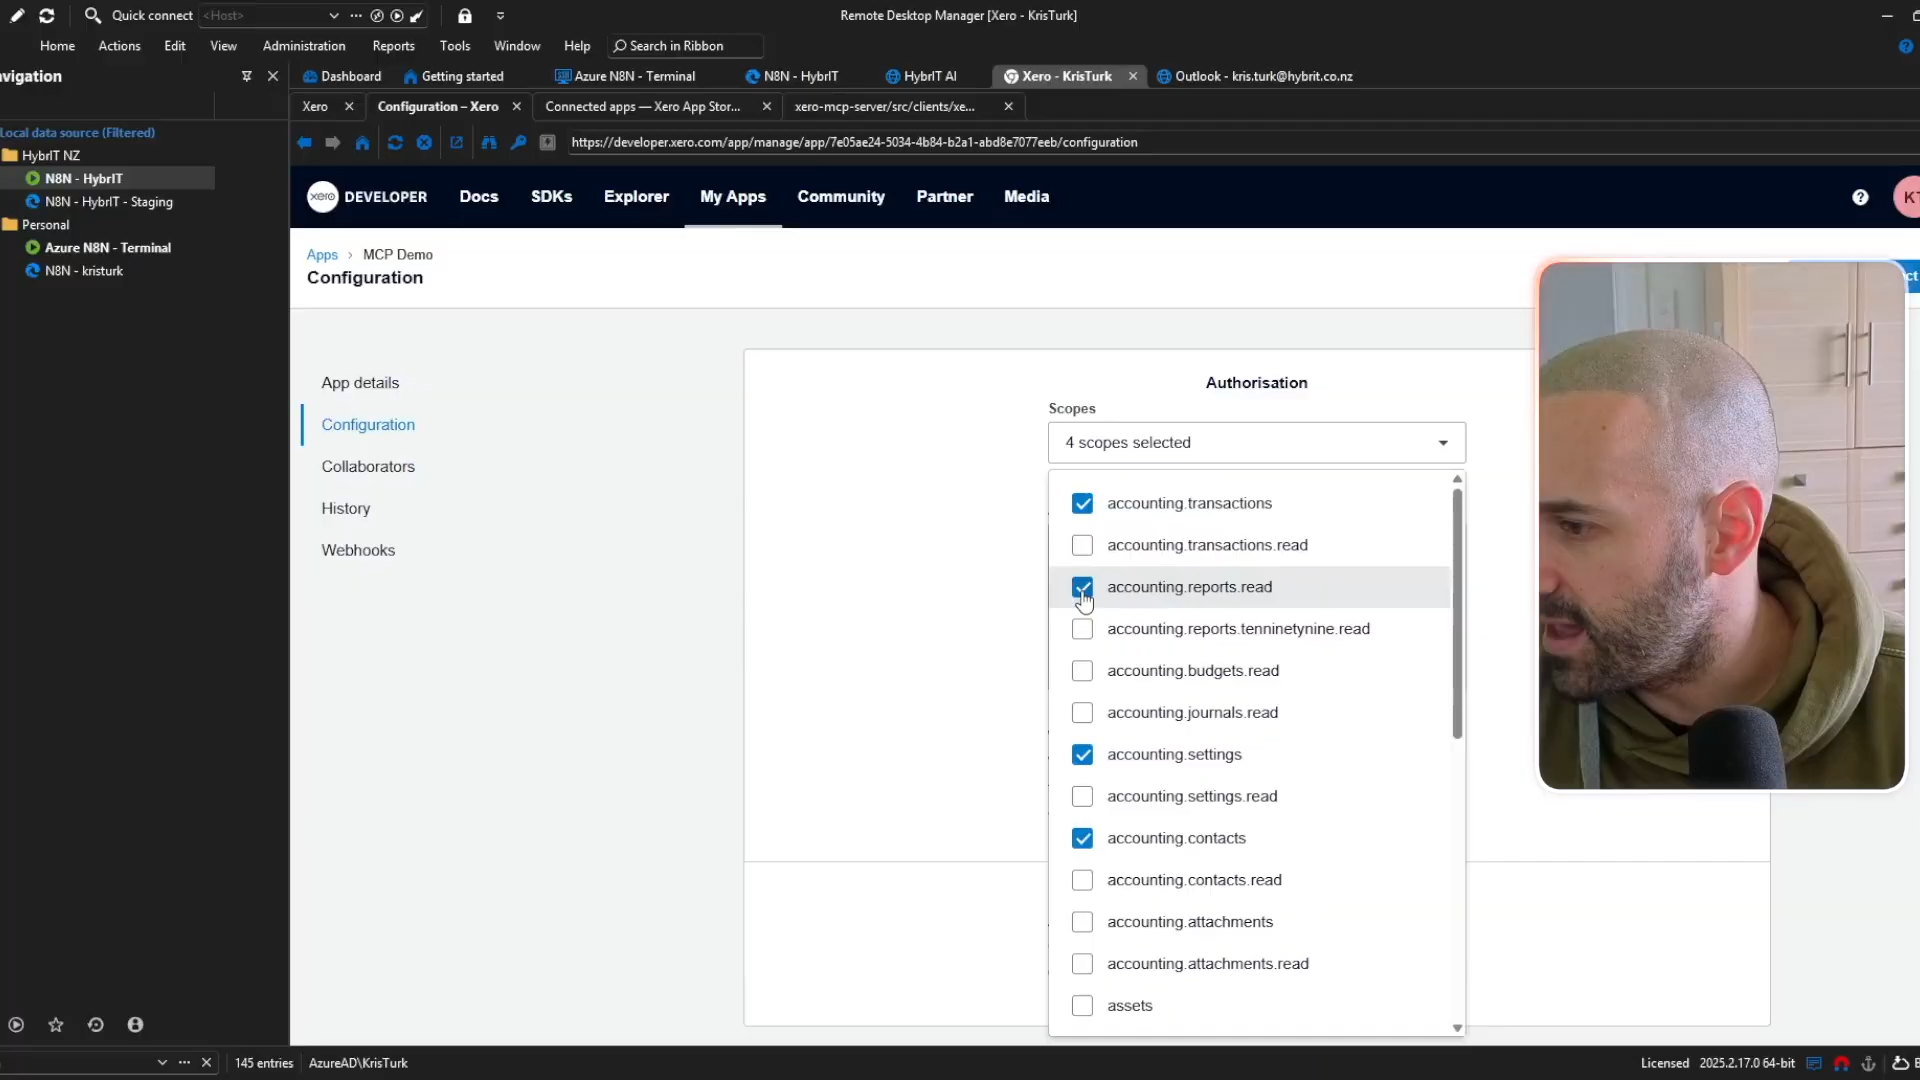 Quick connect <Host>
Remote Desktop Manager [Xero - KrisTurk]
Home Actions Edit View Administration Reports Tools Window Help Search in Ribbon
avigation
Dashboard Getting started Azure N8N - Terminal N8N - HybrIT HybrIT AI Xero - KrisTurk Outlook - kris.turk@hybrit.co.nz
Xero Configuration – Xero Connected apps — Xero App Stor... xero-mcp-server/src/clients/xe...
https://developer.xero.com/app/manage/app/7e05ae24-5034-4b84-b2a1-abd8e7077eeb/configuration
Local data source (Filtered)
HybrIT NZ
N8N - HybrIT
N8N - HybrIT - Staging
Personal
Azure N8N - Terminal
N8N - kristurk
xero DEVELOPER Docs SDKs Explorer My Apps Community Partner Media KT
Apps › MCP Demo
Configuration
ct
App details
Configuration
Collaborators
History
Webhooks
Authorisation
Scopes
4 scopes selected
accounting.transactions
accounting.transactions.read
accounting.reports.read
accounting.reports.tenninetynine.read
accounting.budgets.read
accounting.journals.read
accounting.settings
accounting.settings.read
accounting.contacts
accounting.contacts.read
accounting.attachments
accounting.attachments.read
assets
145 entries AzureAD\KrisTurk
Licensed 2025.2.17.0 64-bit